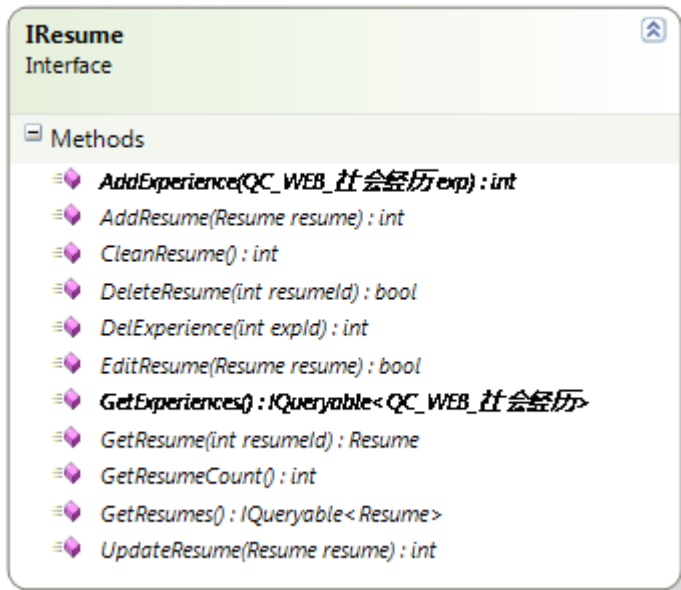 IResume
Interface
Methods
AddExperience(QC_WEB_社会经历 exp) : int
AddResume(Resume resume) : int
CleanResume() : int
DeleteResume(int resumeId) : bool
DelExperience(int expId) : int
EditResume(Resume resume) : bool
GetExperiences() : IQueryable<QC_WEB_社会经历>
GetResume(int resumeId) : Resume
GetResumeCount() : int
GetResumes() : IQueryable<Resume>
UpdateResume(Resume resume) : int